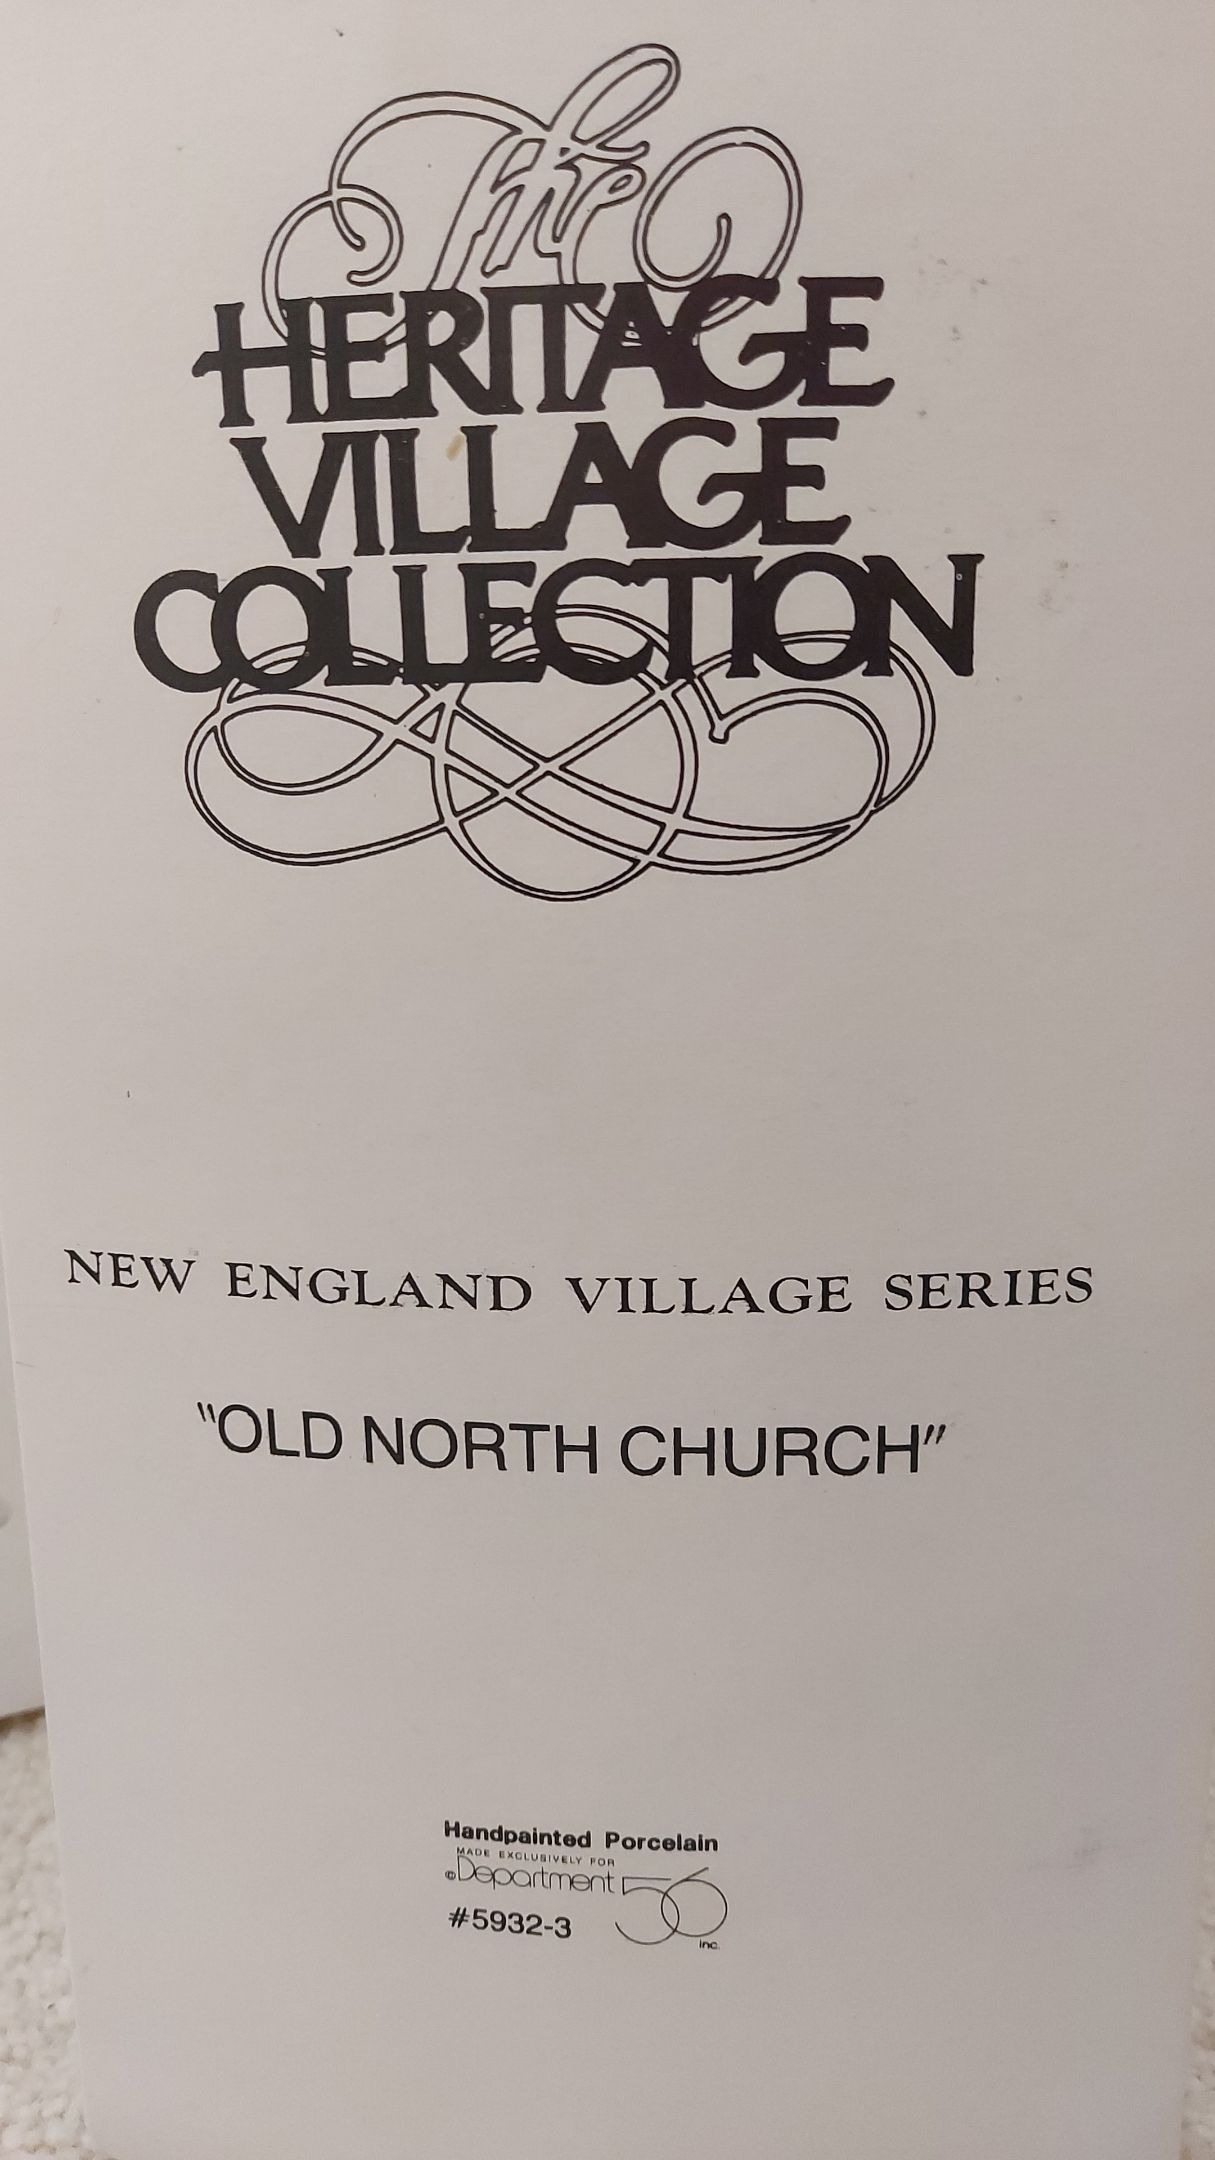 The
HERITAGE
VILLAGE
COLLECTION
NEW ENGLAND VILLAGE SERIES
"OLD NORTH CHURCH"
Handpainted Porcelain
MADE EXCLUSIVELY FOR
©Department 56
#5932-3 inc.